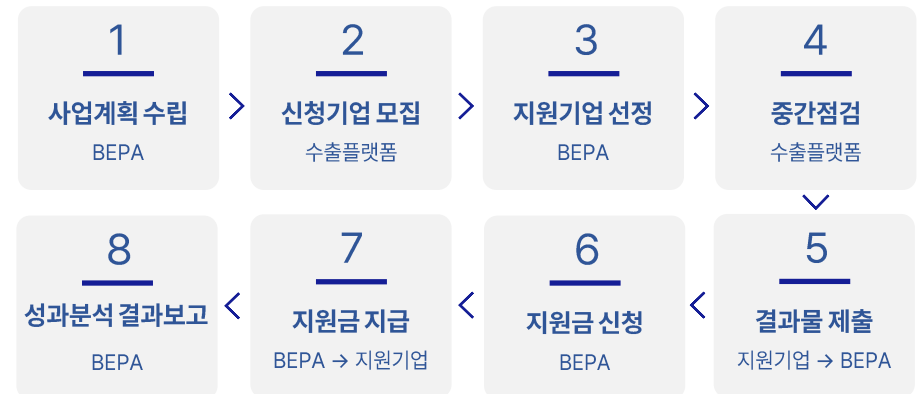 1
사업계획 수립
BEPA
2
신청기업 모집
수출플랫폼
3
지원기업 선정
BEPA
4
중간점검
수출플랫폼
5
결과물 제출
지원기업 → BEPA
6
지원금 신청
BEPA
7
지원금 지급
BEPA → 지원기업
8
성과분석 결과보고
BEPA